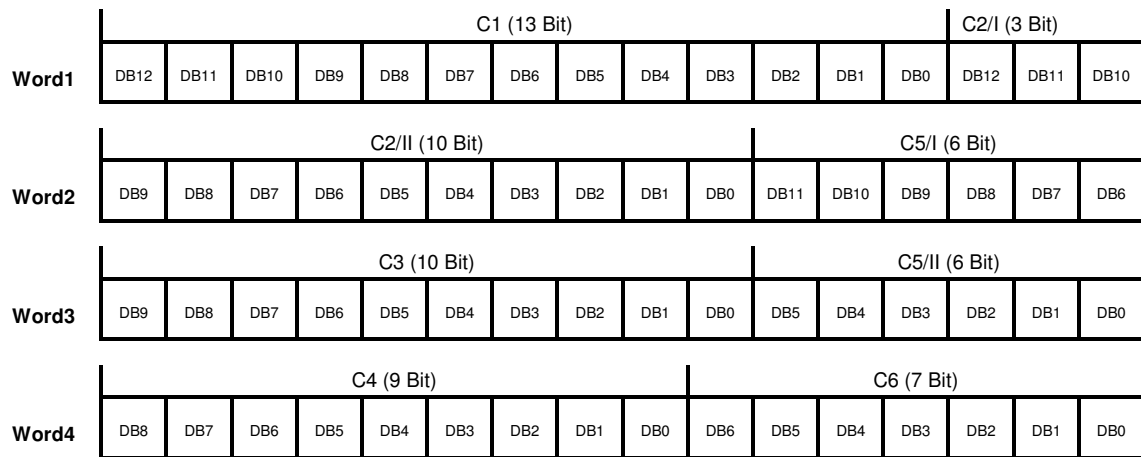 C1 (13 Bit) C2/I (3 Bit)
Word1 DB12 DB11 DB10 DB9 DB8 DB7 DB6 DB5 DB4 DB3 DB2 DB1 DB0 DB12 DB11 DB10
C2/II (10 Bit) C5/I (6 Bit)
Word2 DB9 DB8 DB7 DB6 DB5 DB4 DB3 DB2 DB1 DB0 DB11 DB10 DB9 DB8 DB7 DB6
C3 (10 Bit) C5/II (6 Bit)
Word3 DB9 DB8 DB7 DB6 DB5 DB4 DB3 DB2 DB1 DB0 DB5 DB4 DB3 DB2 DB1 DB0
C4 (9 Bit) C6 (7 Bit)
Word4 DB8 DB7 DB6 DB5 DB4 DB3 DB2 DB1 DB0 DB6 DB5 DB4 DB3 DB2 DB1 DB0